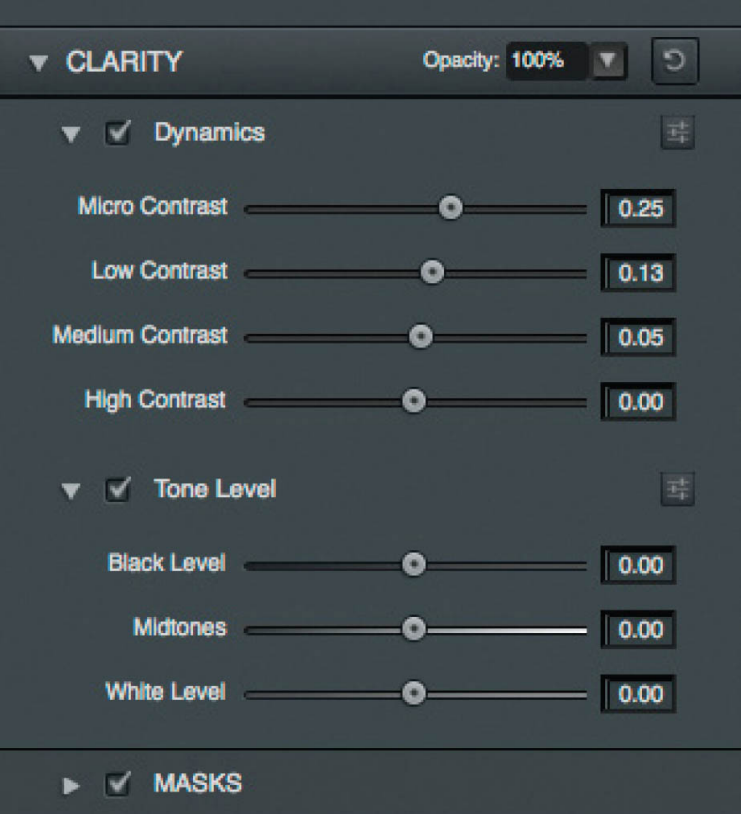 CLARITY Opacity: 100%
Dynamics
Micro Contrast 0.25
Low Contrast 0.13
Medium Contrast 0.05
High Contrast 0.00
Tone Level
Black Level 0.00
Midtones 0.00
White Level 0.00
MASKS